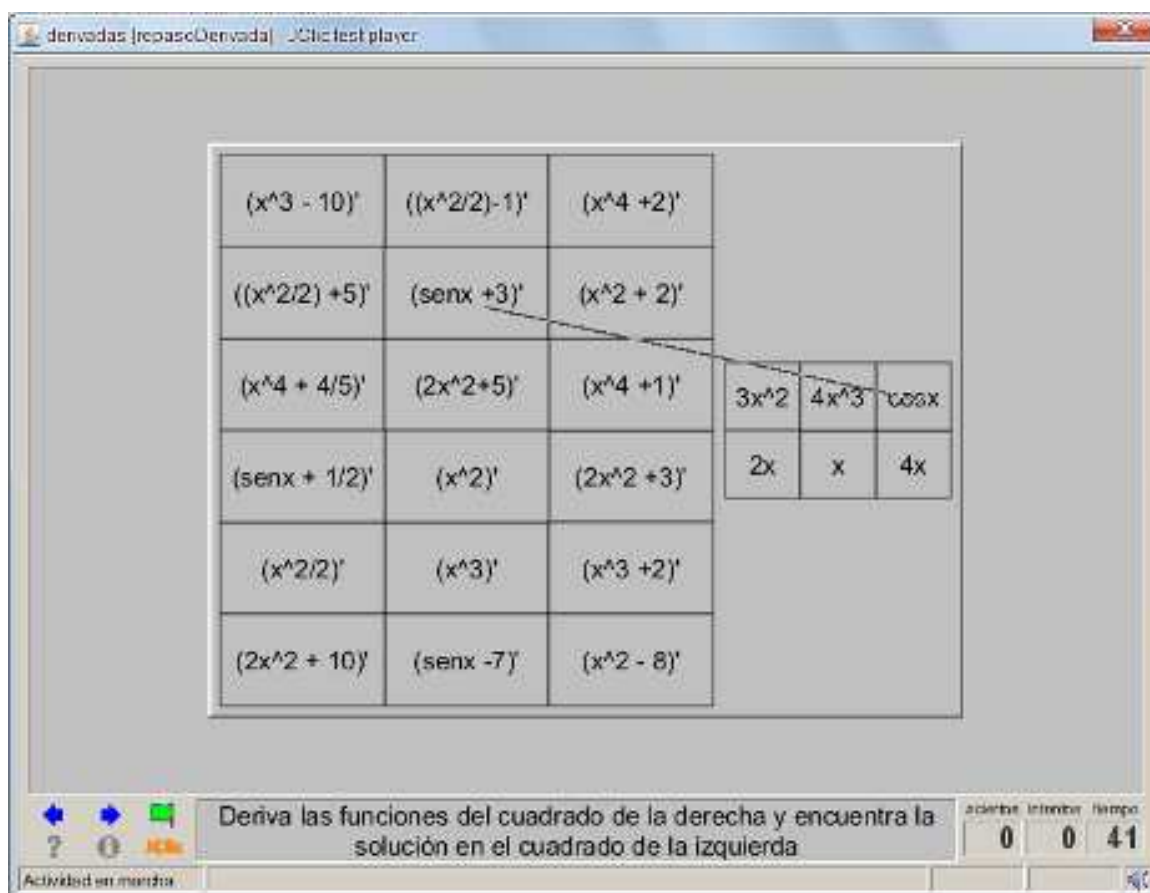 derivadas [repasoDerivada] - JClic test player
(x^3 - 10)' ((x^2/2)-1)' (x^4 +2)'
((x^2/2) +5)' (senx +3)' (x^2 + 2)'
(x^4 + 4/5)' (2x^2+5)' (x^4 +1)'
3x^2 4x^3 cosx
(senx + 1/2)' (x^2)' (2x^2 +3)'
2x x 4x
(x^2/2)' (x^3)' (x^3 +2)'
(2x^2 + 10)' (senx -7)' (x^2 - 8)'
Deriva las funciones del cuadrado de la derecha y encuentra la
solución en el cuadrado de la izquierda
aciertos intentos tiempo
0 0 41
Actividad en marcha